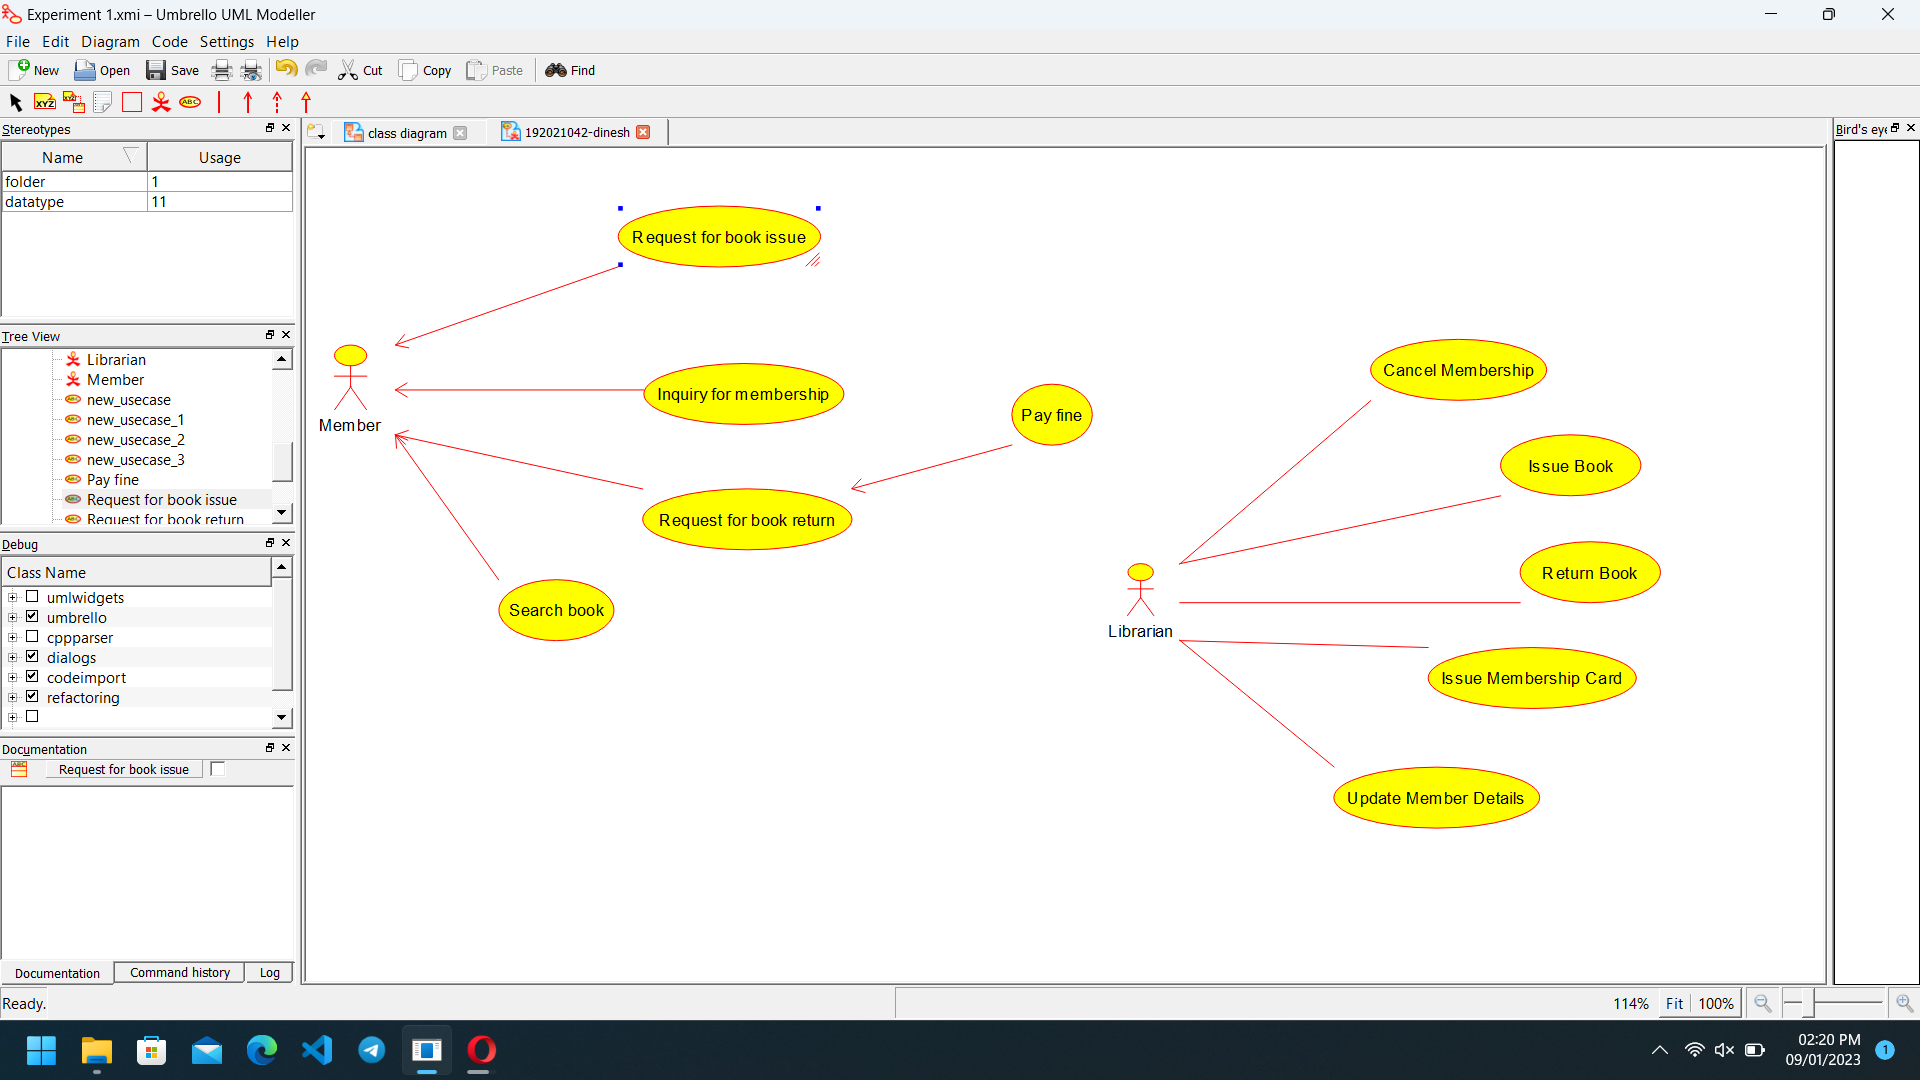 Experiment 1.xmi – Umbrello UML Modeller
File Edit Diagram Code Settings Help
New Open Save Cut Copy Paste Find
XYZ XYZ ABC
Stereotypes
Name Usage
folder 1
datatype 11
Tree View
Librarian
Member
new_usecase
new_usecase_1
new_usecase_2
new_usecase_3
Pay fine
Request for book issue
Request for book return
Debug
Class Name
umlwidgets
umbrello
cppparser
dialogs
codeimport
refactoring
Documentation
Request for book issue
Documentation Command history Log
Ready.
class diagram 192021042-dinesh
Request for book issue
Member
Inquiry for membership
Pay fine
Request for book return
Search book
Cancel Membership
Issue Book
Return Book
Librarian
Issue Membership Card
Update Member Details
Bird's eye
114% Fit 100%
02:20 PM
09/01/2023
1